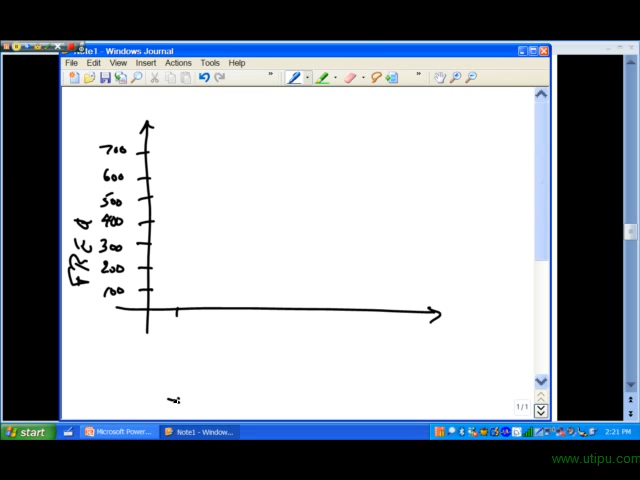 Note1 - Windows Journal
File Edit View Insert Actions Tools Help
700
600
500
400
300
200
100
FREQ
1/1
start
Microsoft Power...
Note1 - Window...
2:21 PM
www.utipu.com